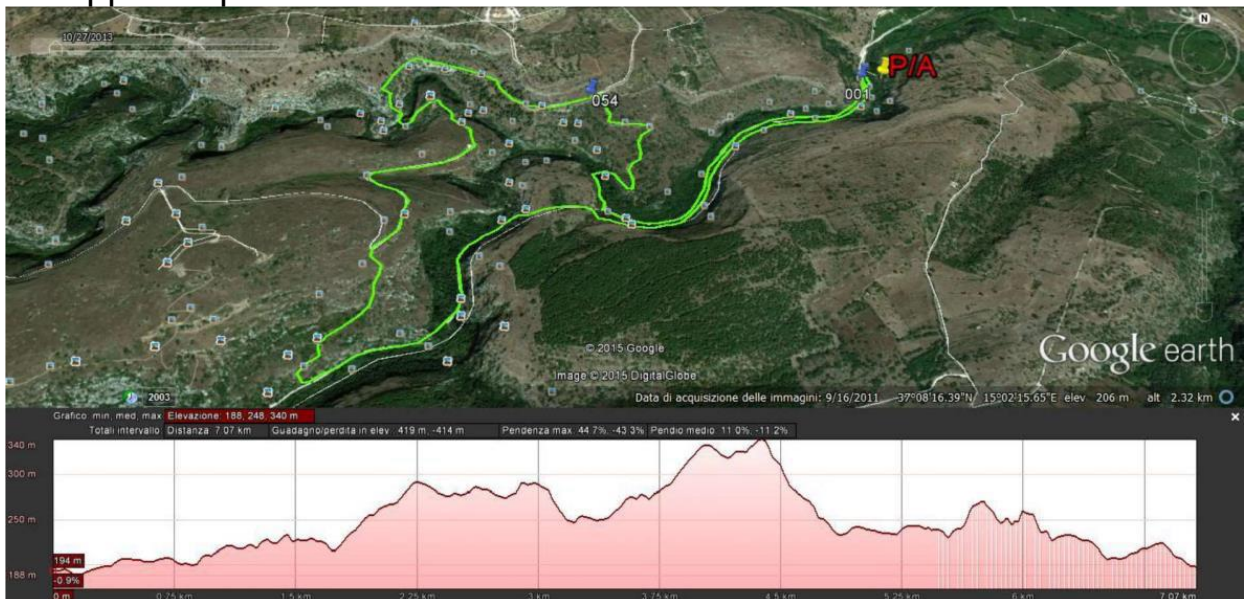 10/27/2013
N
P/A
001
054
© 2015 Google
Image © 2015 DigitalGlobe
Google earth
2003
Data di acquisizione delle immagini: 9/16/2011 37°08'16.39"N 15°02'15.65"E elev 206 m alt 2.32 km
Grafico: min, med, max Elevazione: 188, 248, 340 m
Totali intervallo: Distanza: 7.07 km Guadagno/perdita in elev.: 419 m, -414 m Pendenza max: 44.7%, -43.3% Pendio medio: 11.0%, -11.2%
340 m
300 m
250 m
194 m
188 m
-0.9%
0 m 0.75 km 1.5 km 2.25 km 3 km 3.75 km 4.5 km 5.25 km 6 km 7.07 km